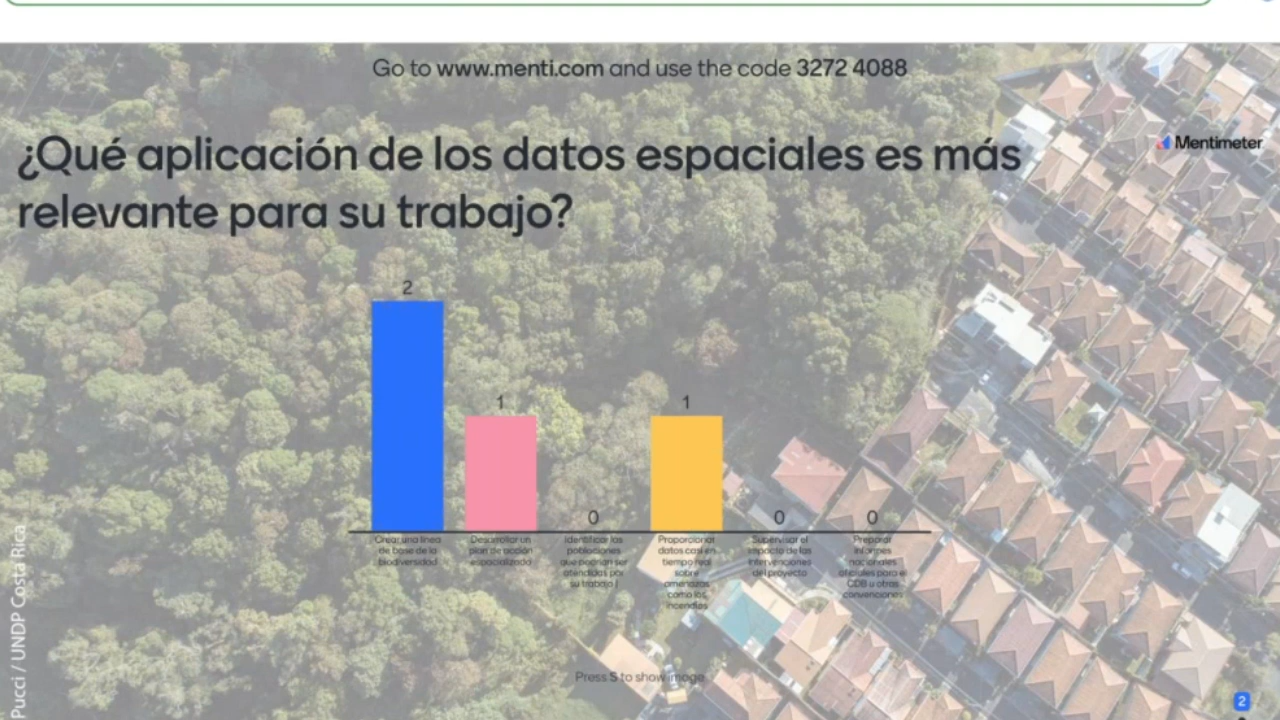 Go to www.menti.com and use the code 3272 4088
Mentimeter
¿Qué aplicación de los datos espaciales es más
relevante para su trabajo?
2
1
0
1
0
0
Crear una línea
de base de la
biodiversidad
Desarrollar un
plan de acción
espacializado
Identificar las
poblaciones
que podrían ser
atendidas por
su trabajo
Proporcionar
datos casi en
tiempo real
sobre
amenazas
como los
incendios
Supervisar el
impacto de las
intervenciones
del proyecto
Preparar
informes
nacionales
oficiales para el
CDB u otras
convenciones
Press S to show image
Pucci / UNDP Costa Rica
2